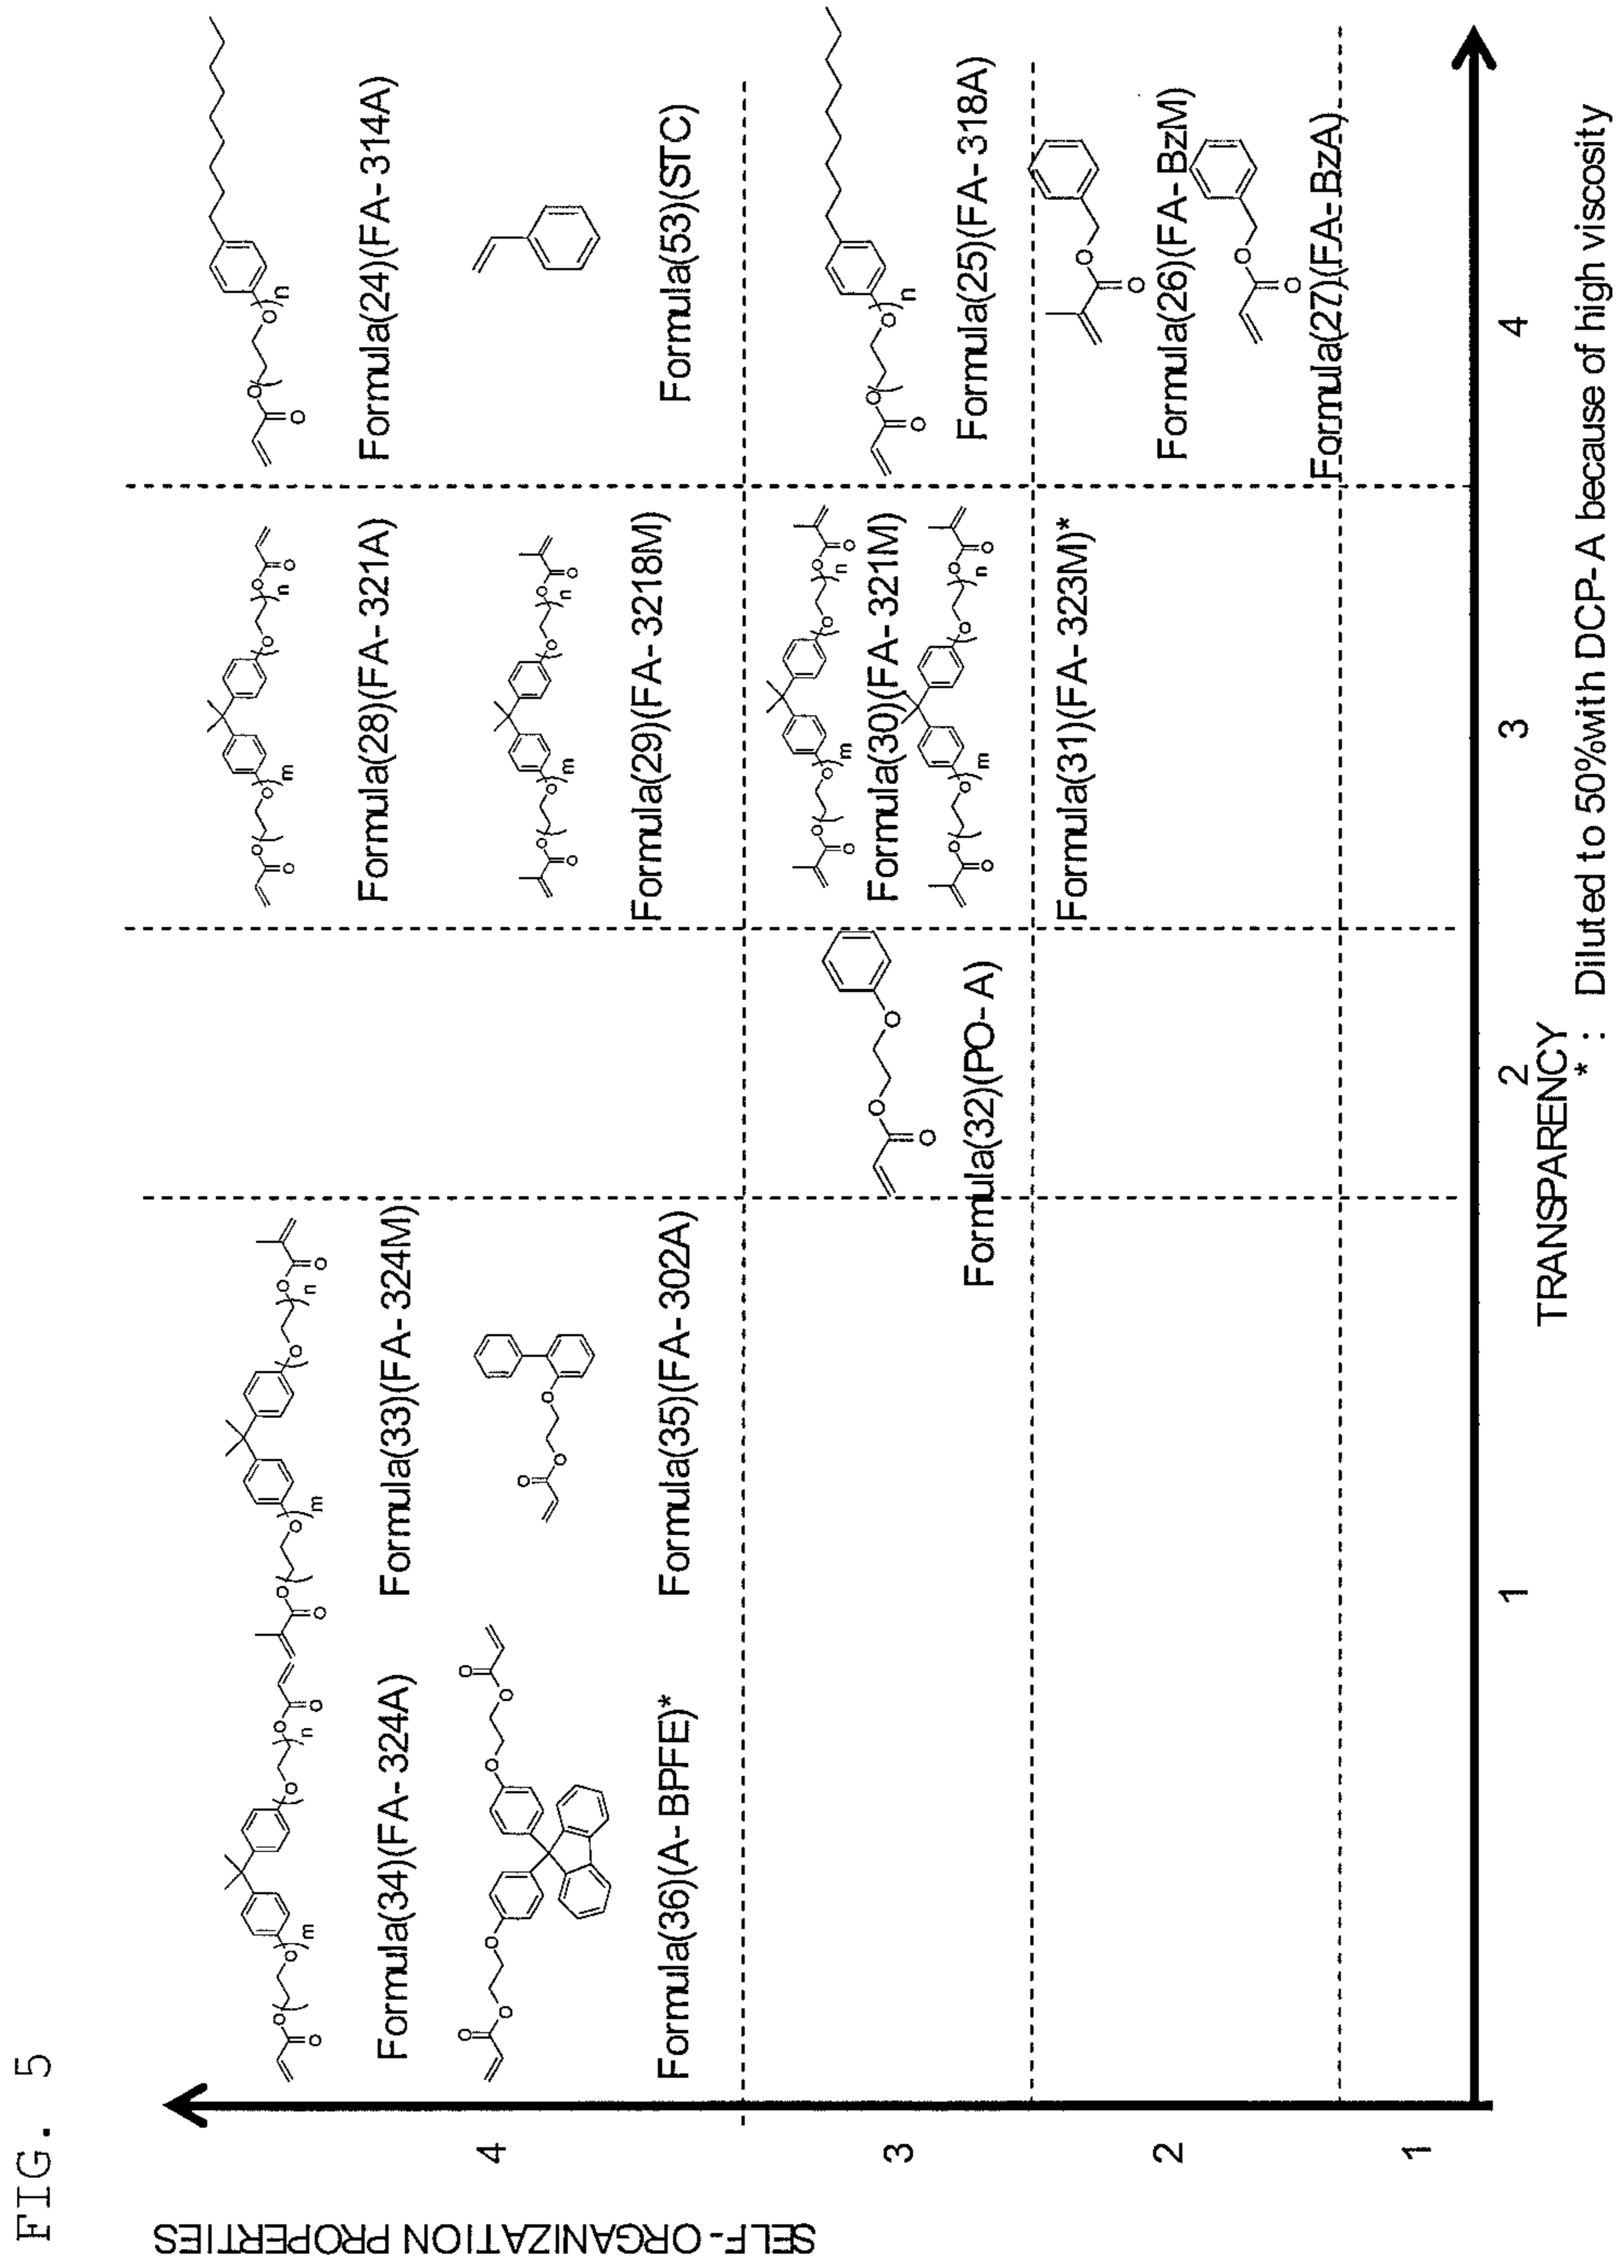 FIG. 5
SELF-ORGANIZATION PROPERTIES
4
3
2
1
Formula(34)(FA-324A)
Formula(33)(FA-324M)
Formula(28)(FA-321A)
Formula(24)(FA-314A)
Formula(36)(A-BPFE)*
Formula(35)(FA-302A)
Formula(29)(FA-3218M)
Formula(53)(STC)
Formula(32)(PO-A)
Formula(30)(FA-321M)
Formula(25)(FA-318A)
Formula(31)(FA-323M)*
Formula(26)(FA-BzM)
Formula(27)(FA-BzA)
1
2
3
4
TRANSPARENCY
* : Diluted to 50%with DCP-A because of high viscosity